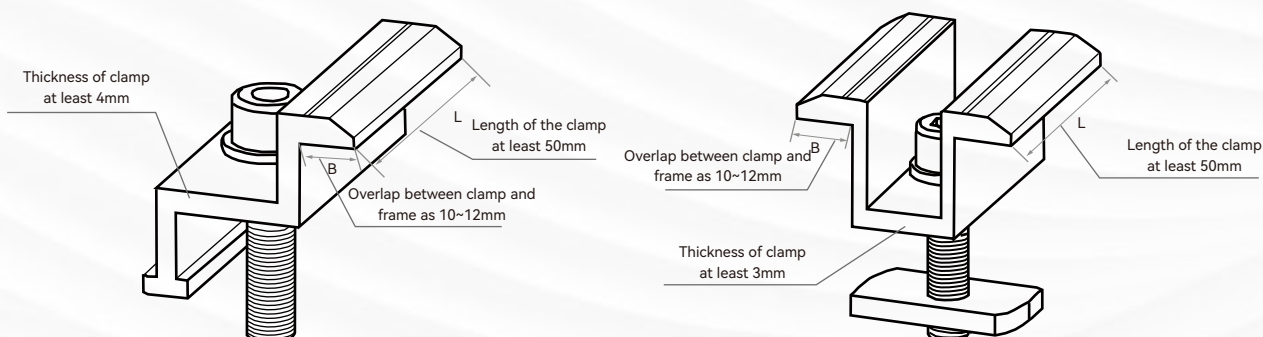 Thickness of clamp
at least 4mm
L
Length of the clamp
at least 50mm
B
Overlap between clamp and
frame as 10~12mm
B
Overlap between clamp and
frame as 10~12mm
L
Length of the clamp
at least 50mm
Thickness of clamp
at least 3mm